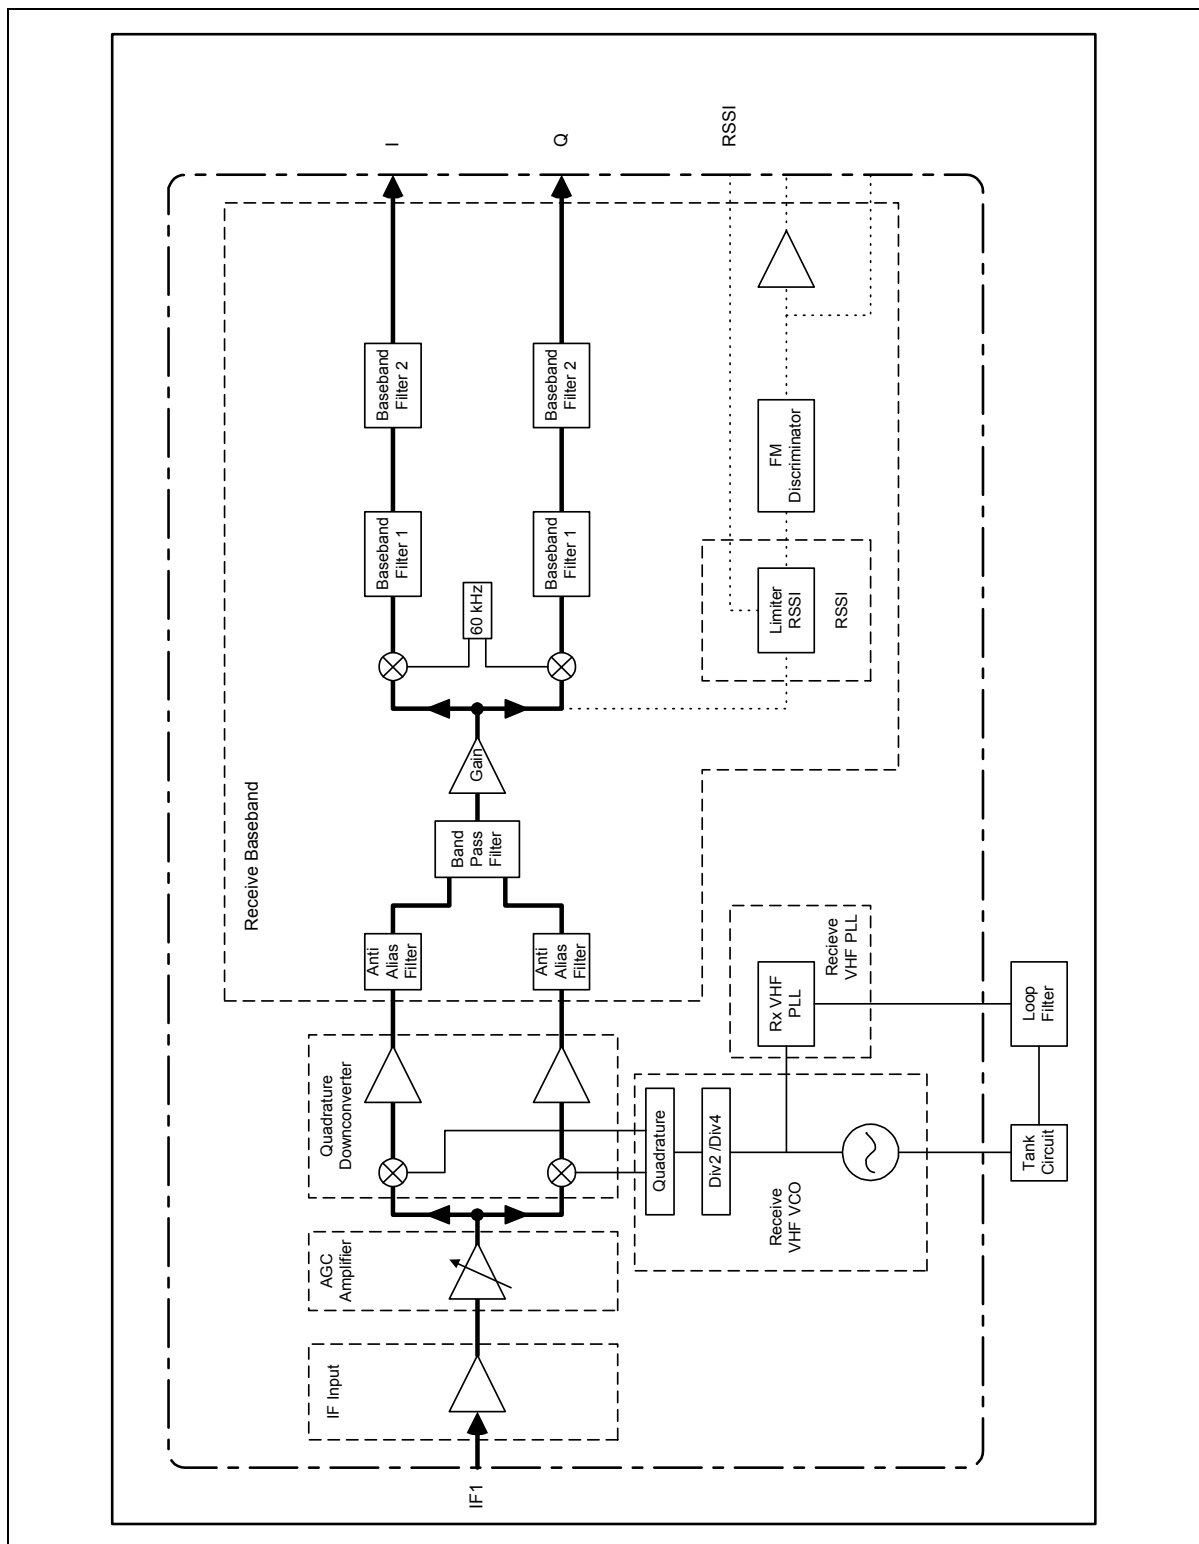 IF1
IF Input
AGC
Amplifier
Quadrature
Downconverter
Receive Baseband
Anti
Alias
Filter
Anti
Alias
Filter
Band
Pass
Filter
Gain
60 kHz
Baseband
Filter 1
Baseband
Filter 2
I
Baseband
Filter 1
Baseband
Filter 2
Q
Limiter
RSSI
RSSI
FM
Discriminator
RSSI
Quadrature
Div2 /Div4
Receive
VHF VCO
Rx VHF
PLL
Recieve
VHF PLL
Tank
Circuit
Loop
Filter